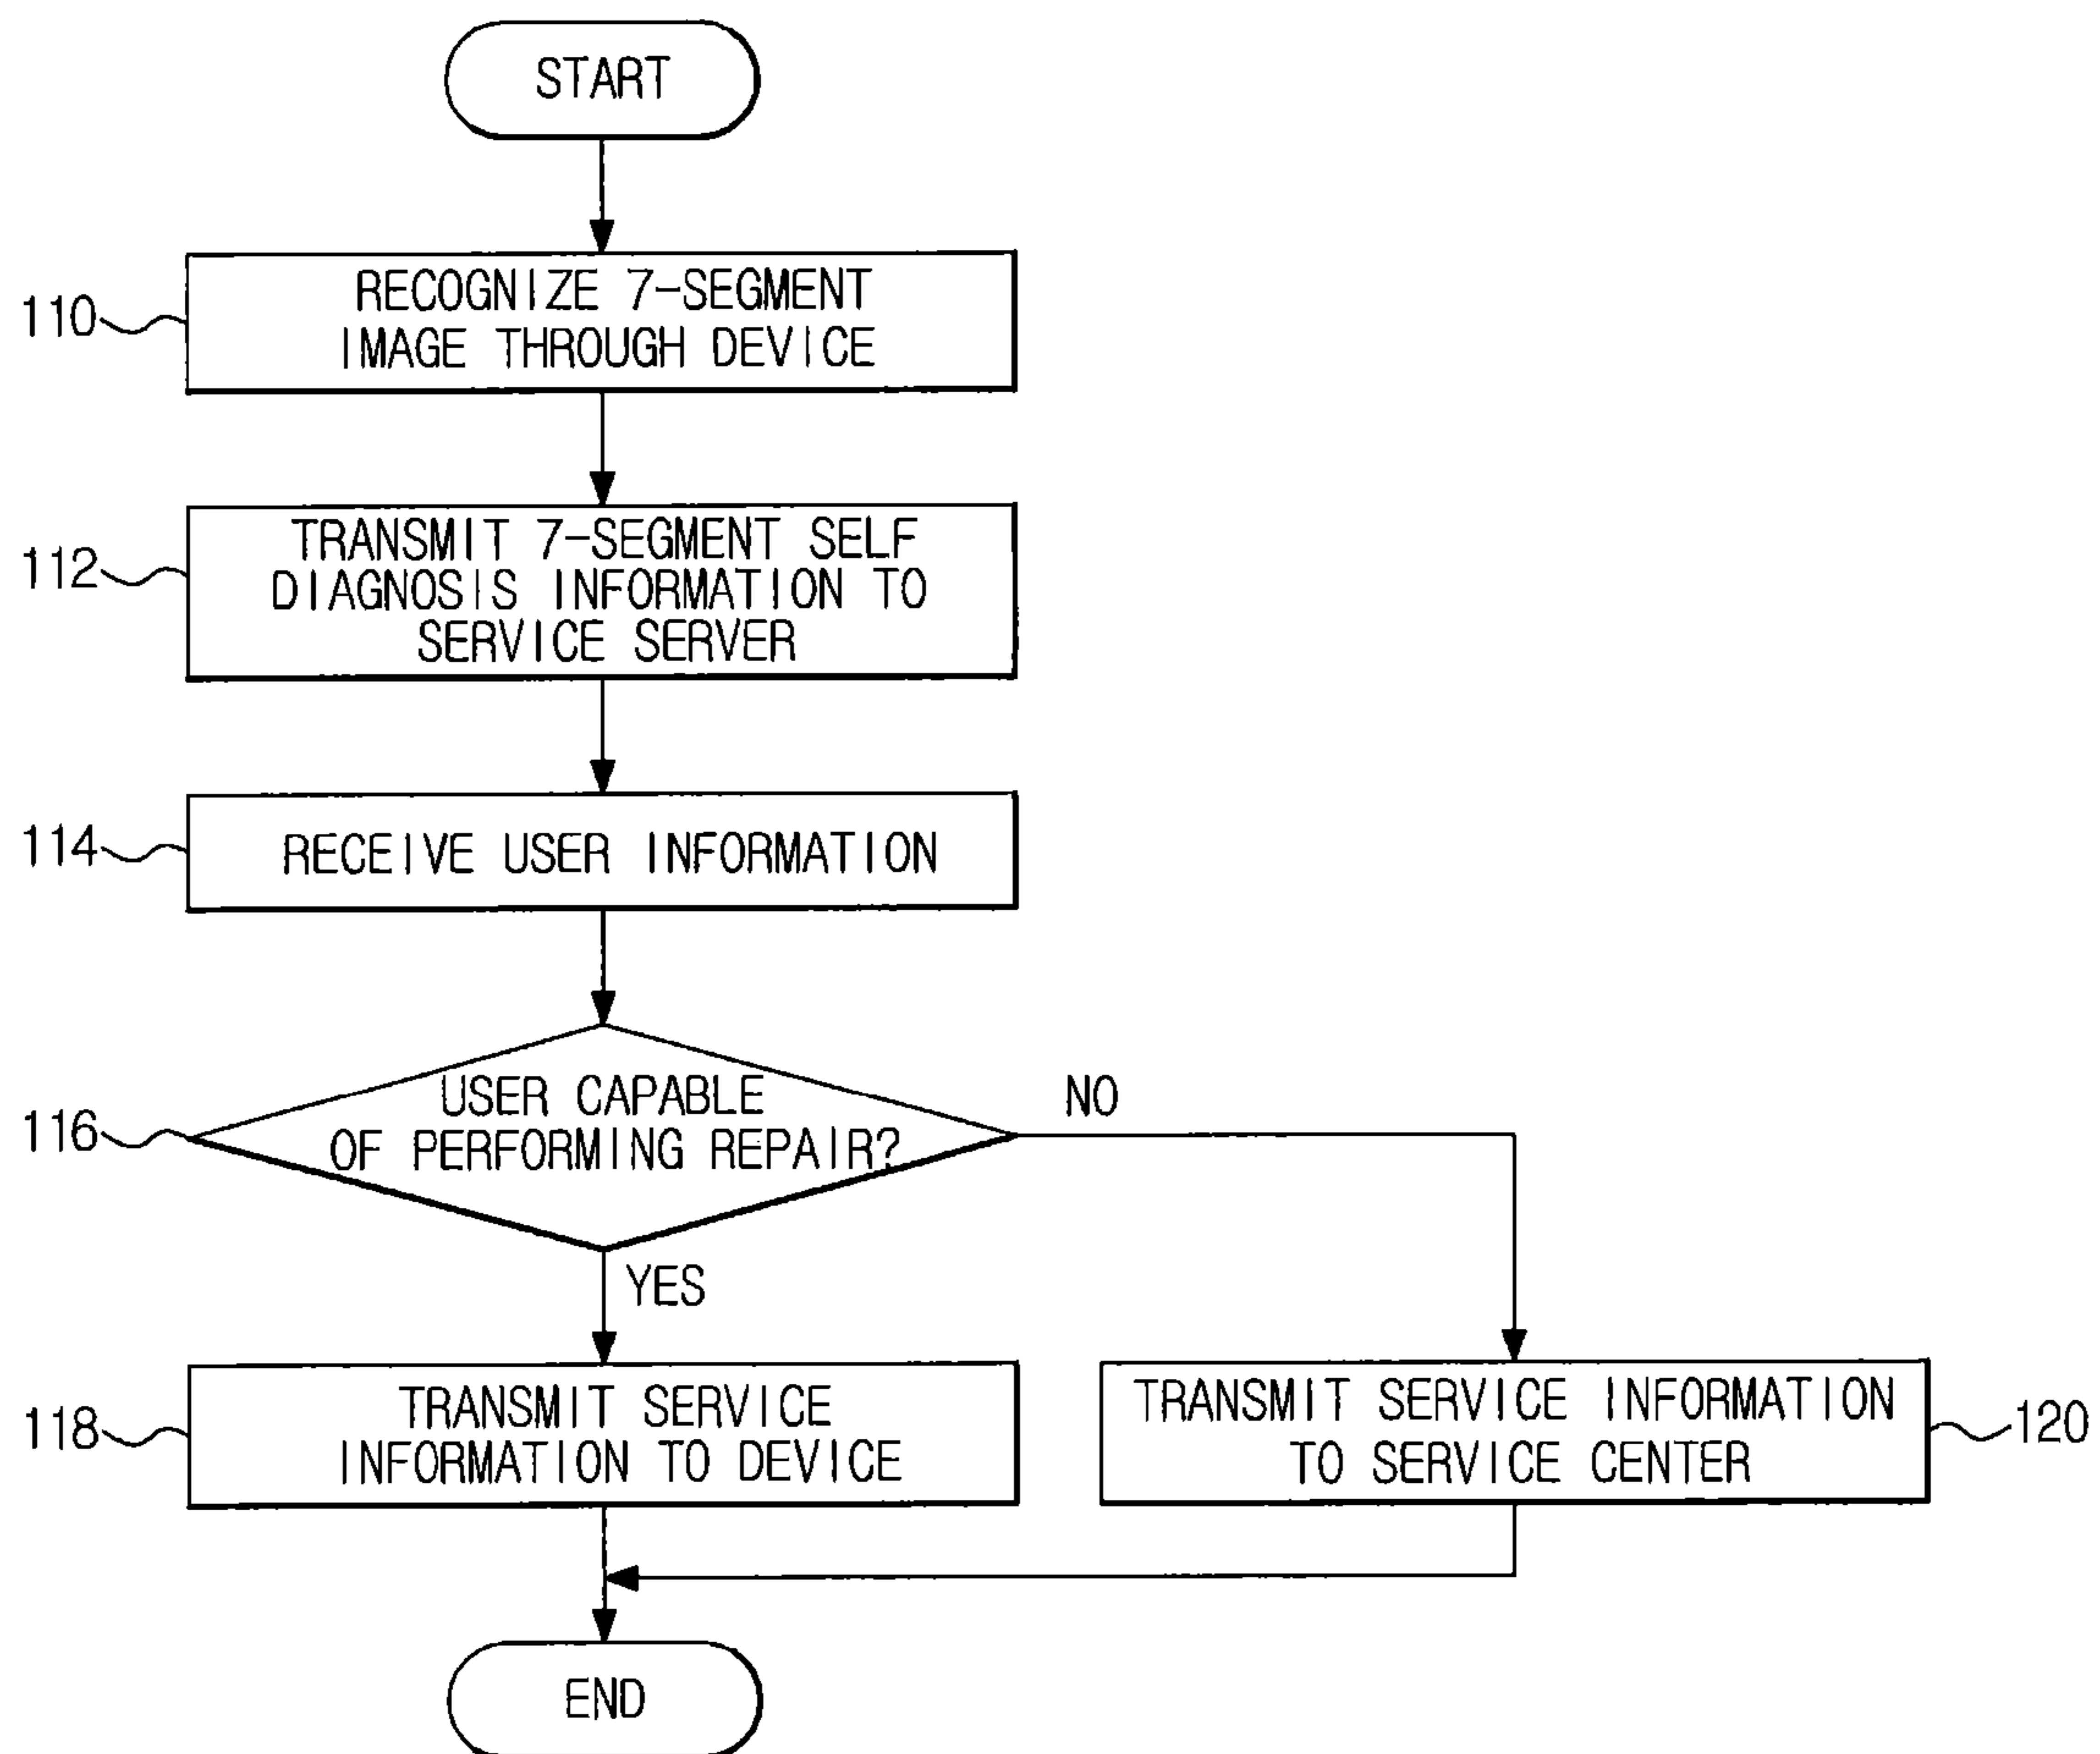 START
110
RECOGNIZE 7-SEGMENT
IMAGE THROUGH DEVICE
112
TRANSMIT 7-SEGMENT SELF
DIAGNOSIS INFORMATION TO
SERVICE SERVER
114
RECEIVE USER INFORMATION
116
USER CAPABLE
OF PERFORMING REPAIR?
NO
YES
118
TRANSMIT SERVICE
INFORMATION TO DEVICE
TRANSMIT SERVICE INFORMATION
TO SERVICE CENTER
120
END